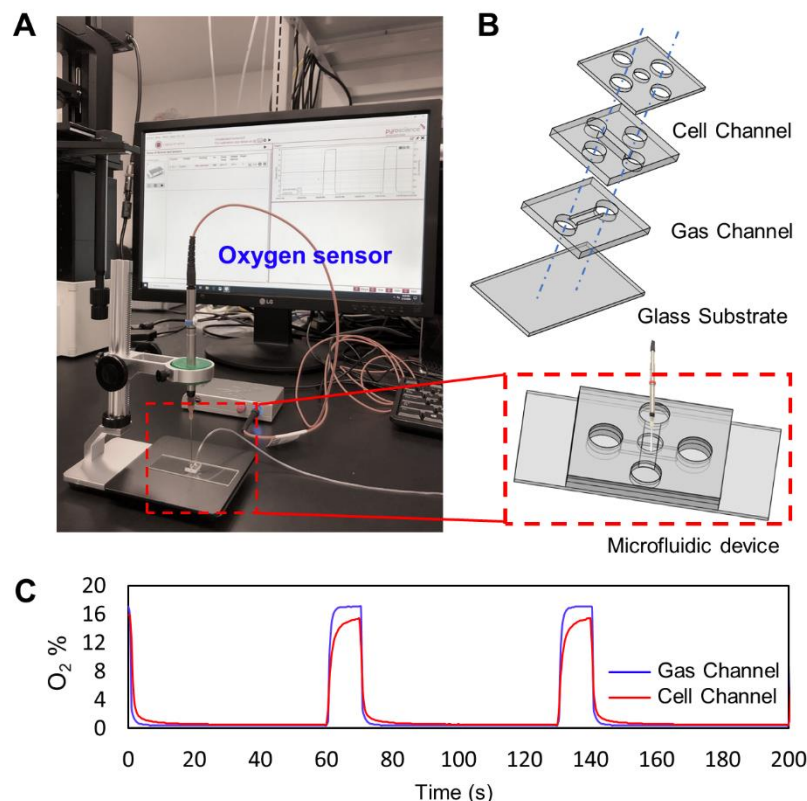 A
B
Oxygen sensor
LG
Cell Channel
Gas Channel
Glass Substrate
Microfluidic device
C
20
16
12
8
4
0
O2 %
Gas Channel
Cell Channel
0 20 40 60 80 100 120 140 160 180 200
Time (s)